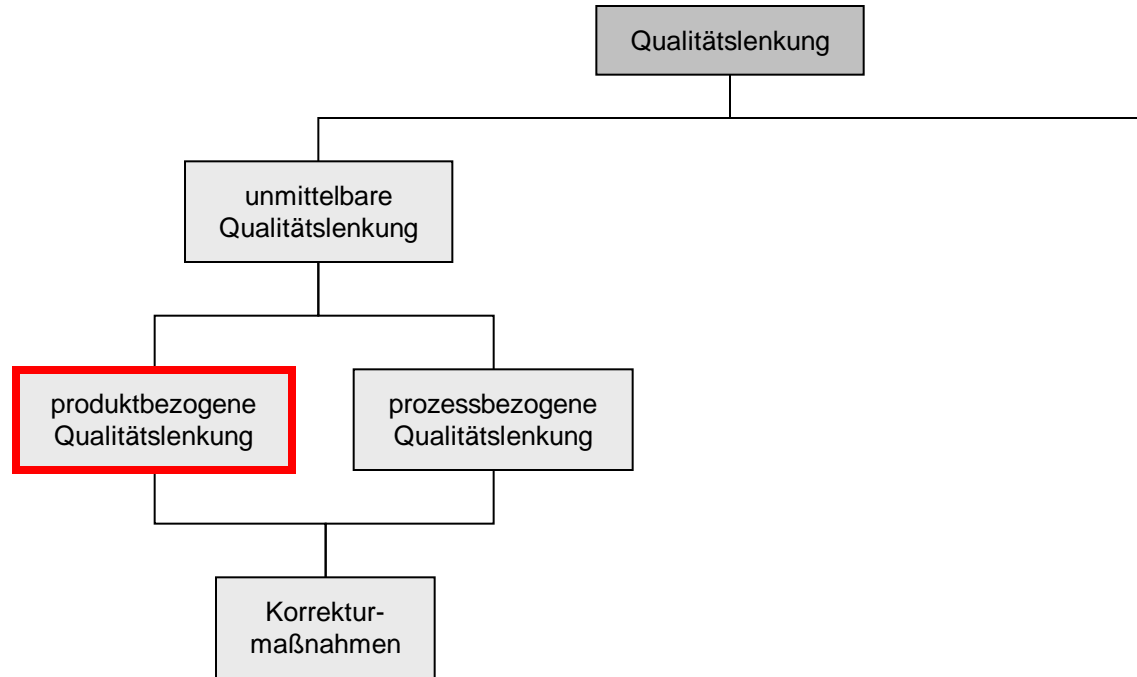 Qualitätslenkung
unmittelbare
Qualitätslenkung
produktbezogene
Qualitätslenkung
prozessbezogene
Qualitätslenkung
Korrektur-
maßnahmen